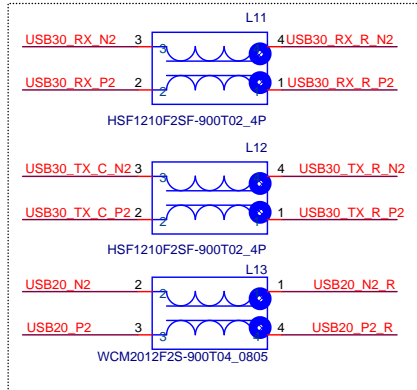 L11
USB30_RX_N2 3 3 4 USB30_RX_R_N2
USB30_RX_P2 2 2 1 USB30_RX_R_P2
HSF1210F2SF-900T02_4P
L12
USB30_TX_C_N2 3 3 4 USB30_TX_R_N2
USB30_TX_C_P2 2 2 1 USB30_TX_R_P2
HSF1210F2SF-900T02_4P
L13
USB20_N2 2 2 1 USB20_N2_R
USB20_P2 3 3 4 USB20_P2_R
WCM2012F2S-900T04_0805